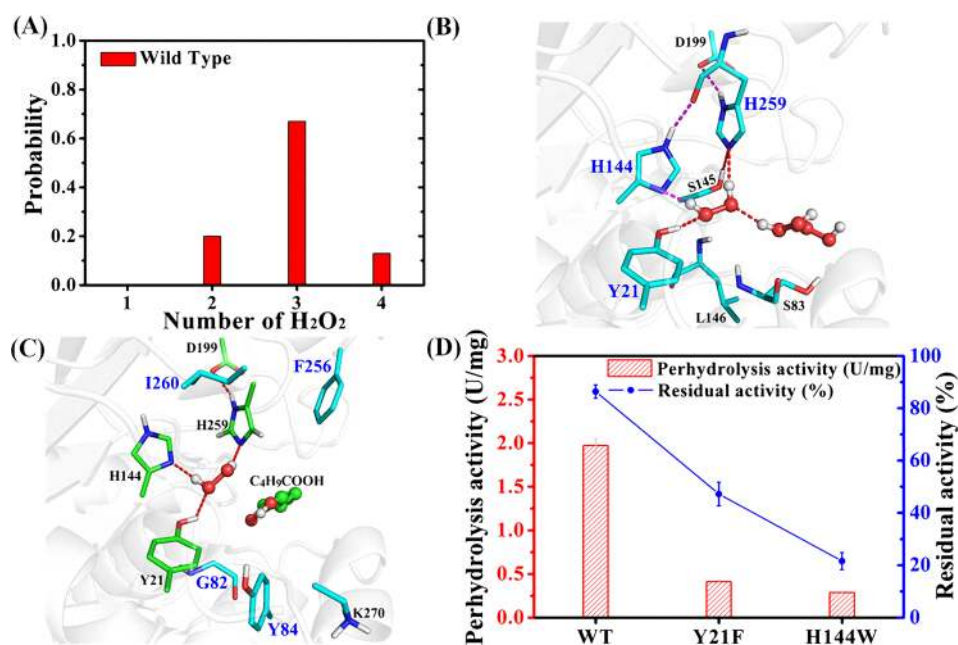 (A)
1.0
0.8
0.6
0.4
0.2
0.0
Probability
Wild Type
1 2 3 4
Number of H₂O₂
(B)
D199
H259
H144
S145
Y21
L146
S83
(C)
D199
I260
F256
H259
H144
C₄H₉COOH
Y21
G82
Y84
K270
(D)
3.0
2.5
2.0
1.5
1.0
0.5
0.0
Perhydrolysis activity (U/mg)
Perhydrolysis activity (U/mg)
Residual activity (%)
100
80
60
40
20
0
Residual activity (%)
WT Y21F H144W